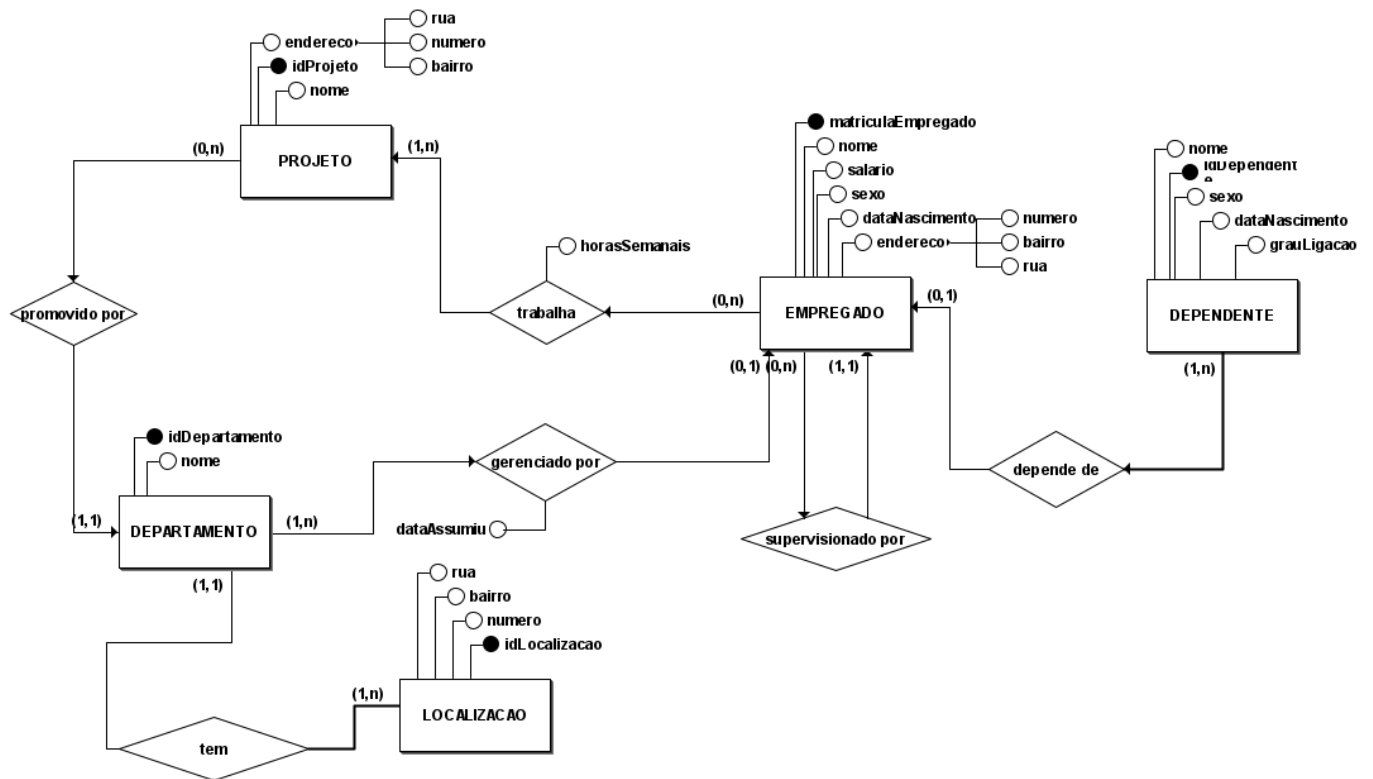 rua
endereco
numero
idProjeto
bairro
nome
PROJETO
(0,n)
(1,n)
promovido por
horasSemanais
trabalha
matriculaEmpregado
nome
salario
sexo
dataNascimento
endereco
numero
bairro
rua
(0,n)
EMPREGADO
(0,1)
(0,1) (0,n)
(1,1)
nome
idDependent
e
sexo
dataNascimento
grauLigacao
DEPENDENTE
(1,n)
depende de
supervisionado por
gerenciado por
dataAssumiu
idDepartamento
nome
(1,1)
DEPARTAMENTO
(1,n)
(1,1)
rua
bairro
numero
idLocalizacao
(1,n)
LOCALIZACAO
tem